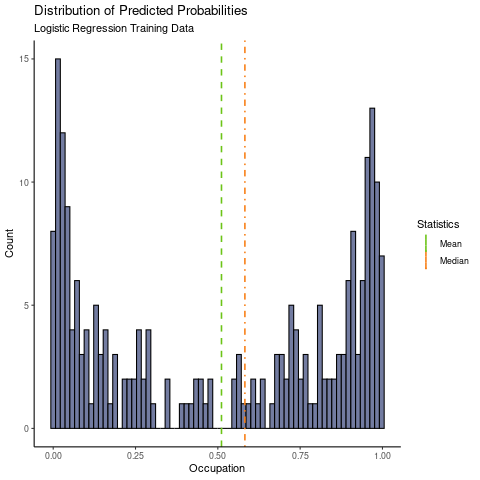 Distribution of Predicted Probabilities
Logistic Regression Training Data
15
10
5
0
Count
0.00 0.25 0.50 0.75 1.00
Occupation
Statistics
Mean
Median